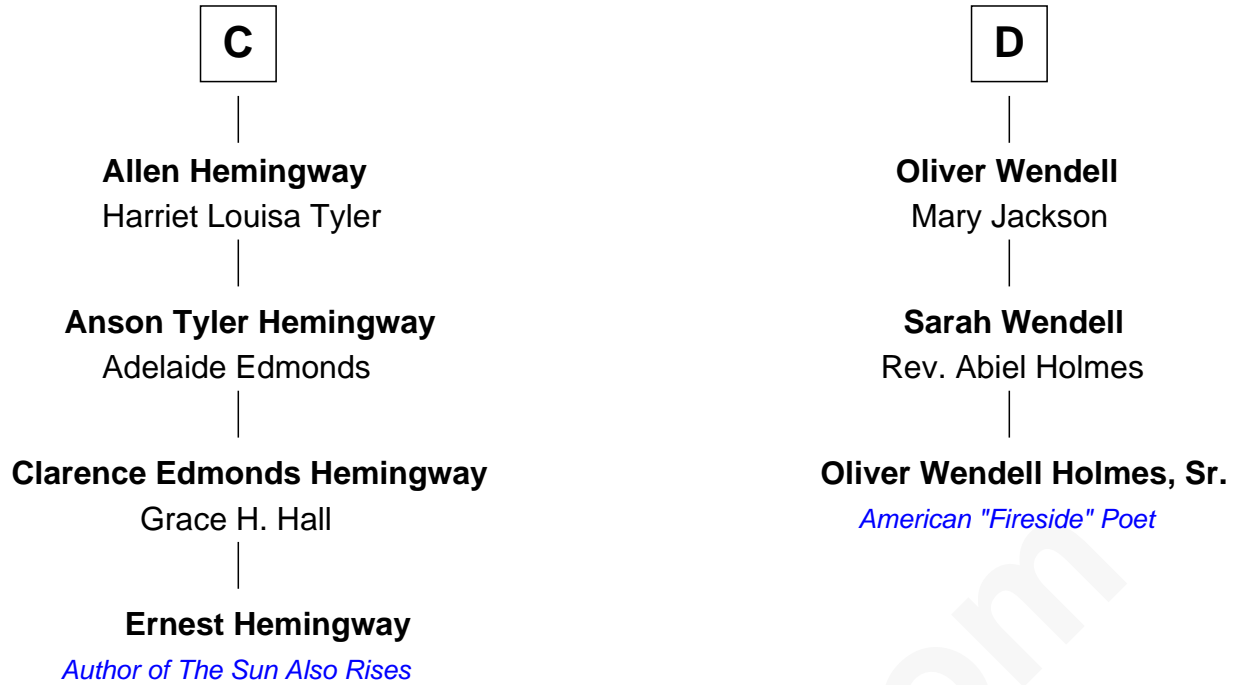 C
Allen Hemingway
Harriet Louisa Tyler
Anson Tyler Hemingway
Adelaide Edmonds
Clarence Edmonds Hemingway
Grace H. Hall
Ernest Hemingway
Author of The Sun Also Rises
D
Oliver Wendell
Mary Jackson
Sarah Wendell
Rev. Abiel Holmes
Oliver Wendell Holmes, Sr.
American "Fireside" Poet
om